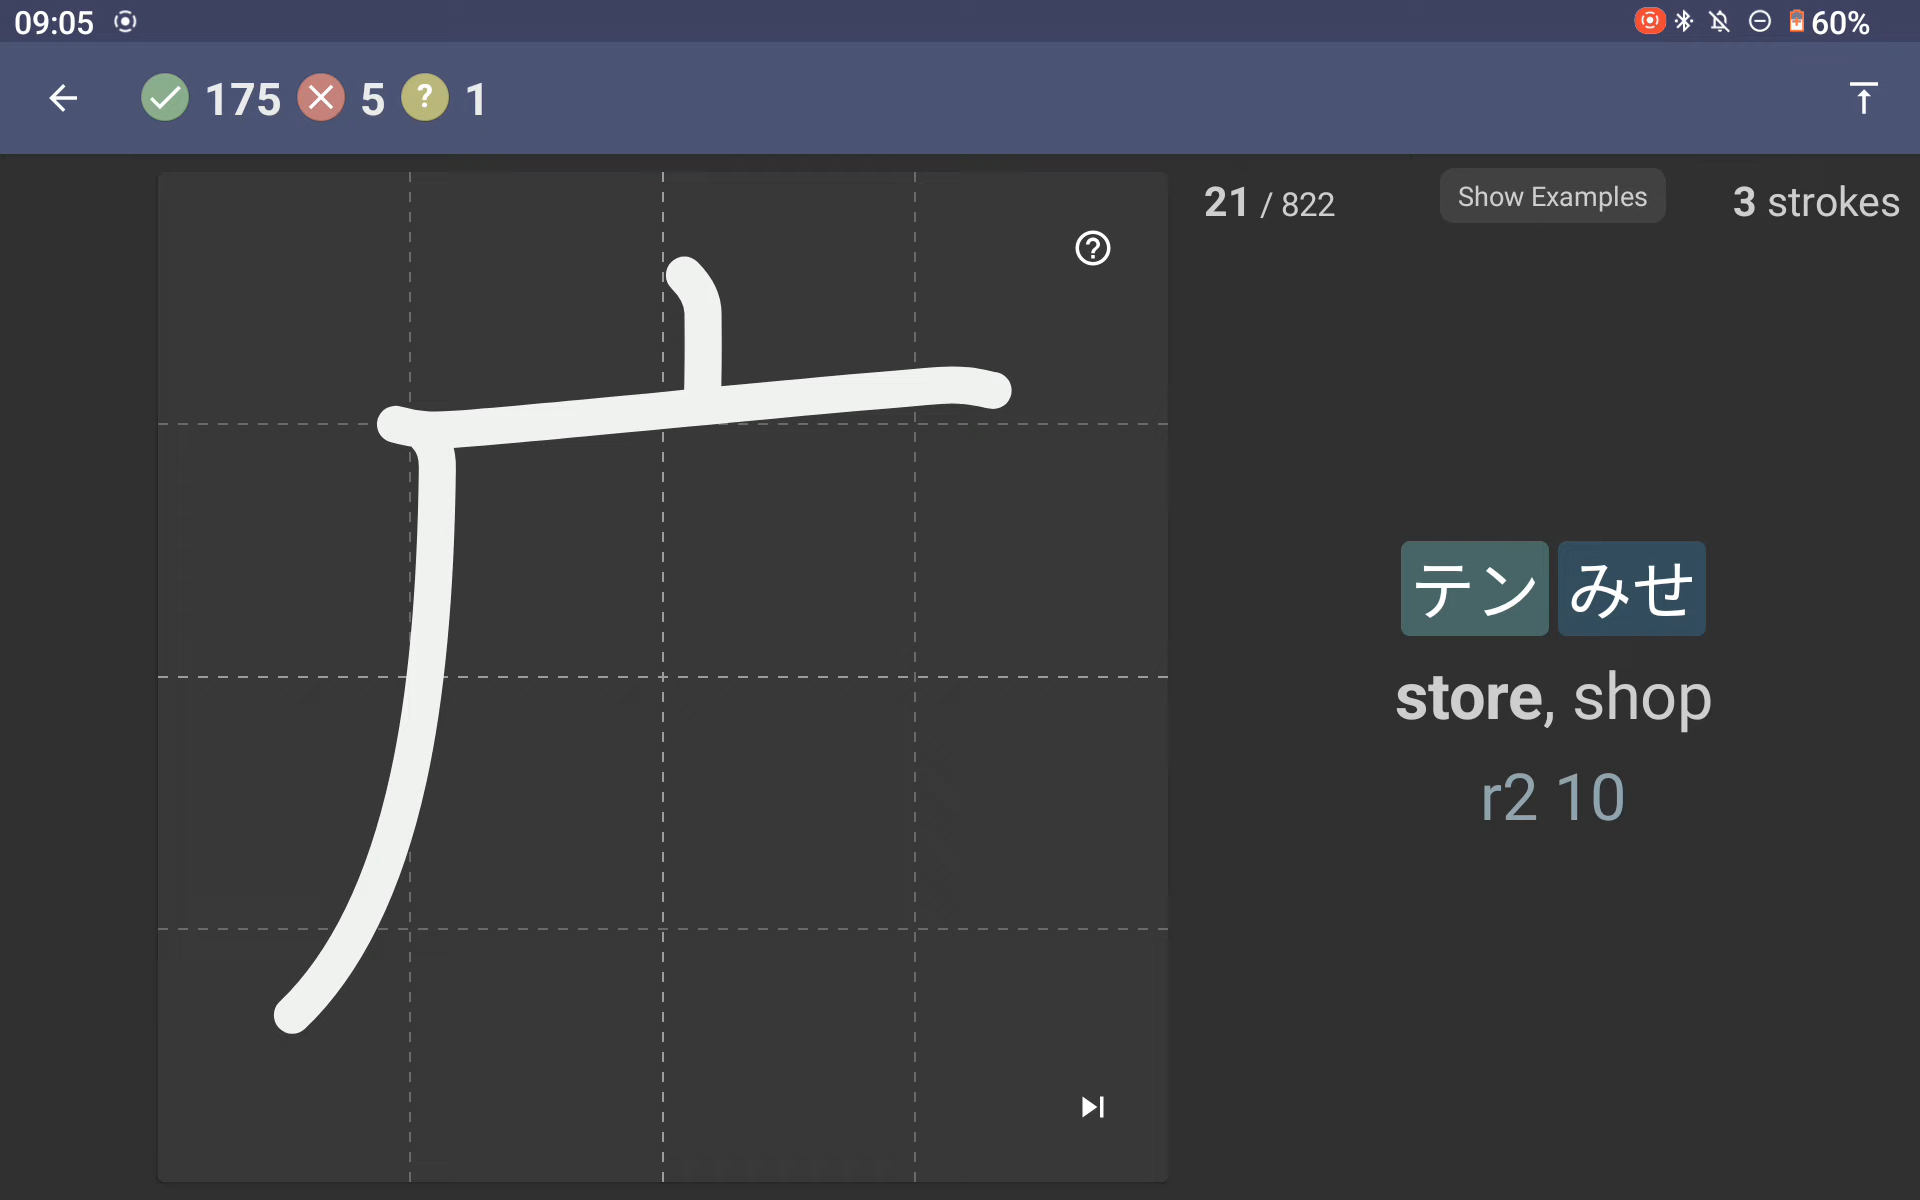 09:05 60%
175 5 ? 1
21 / 822 Show Examples 3 strokes
广
テン みせ
store, shop
r2 10